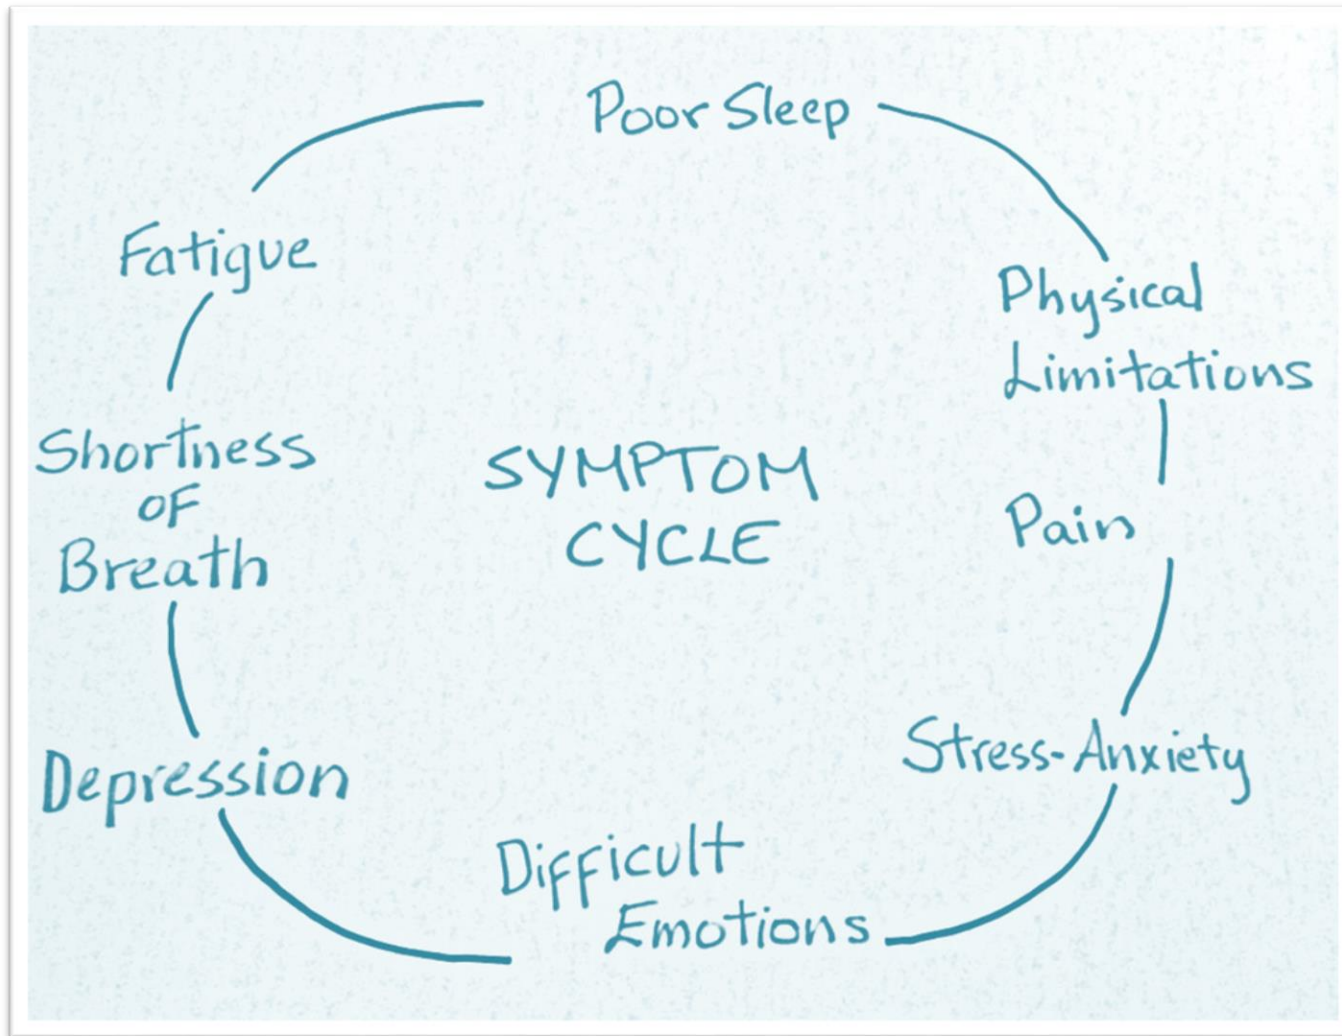 Poor Sleep
Physical
Limitations
Pain
Stress-Anxiety
Difficult
Emotions
Depression
Shortness
of
Breath
Fatigue
SYMPTOM
CYCLE